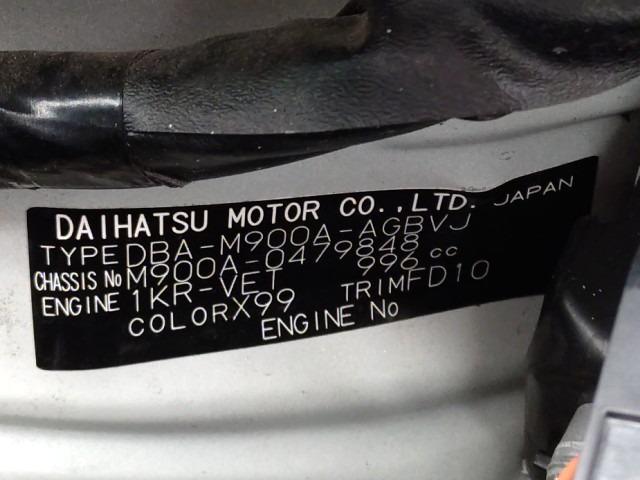 DAIHATSU MOTOR CO.,LTD. JAPAN
TYPE DBA-M900A-AGBVJ
CHASSIS No M900A-0479848
ENGINE 1KR-VET 996 cc
COLOR X99 TRIM FD10
ENGINE No